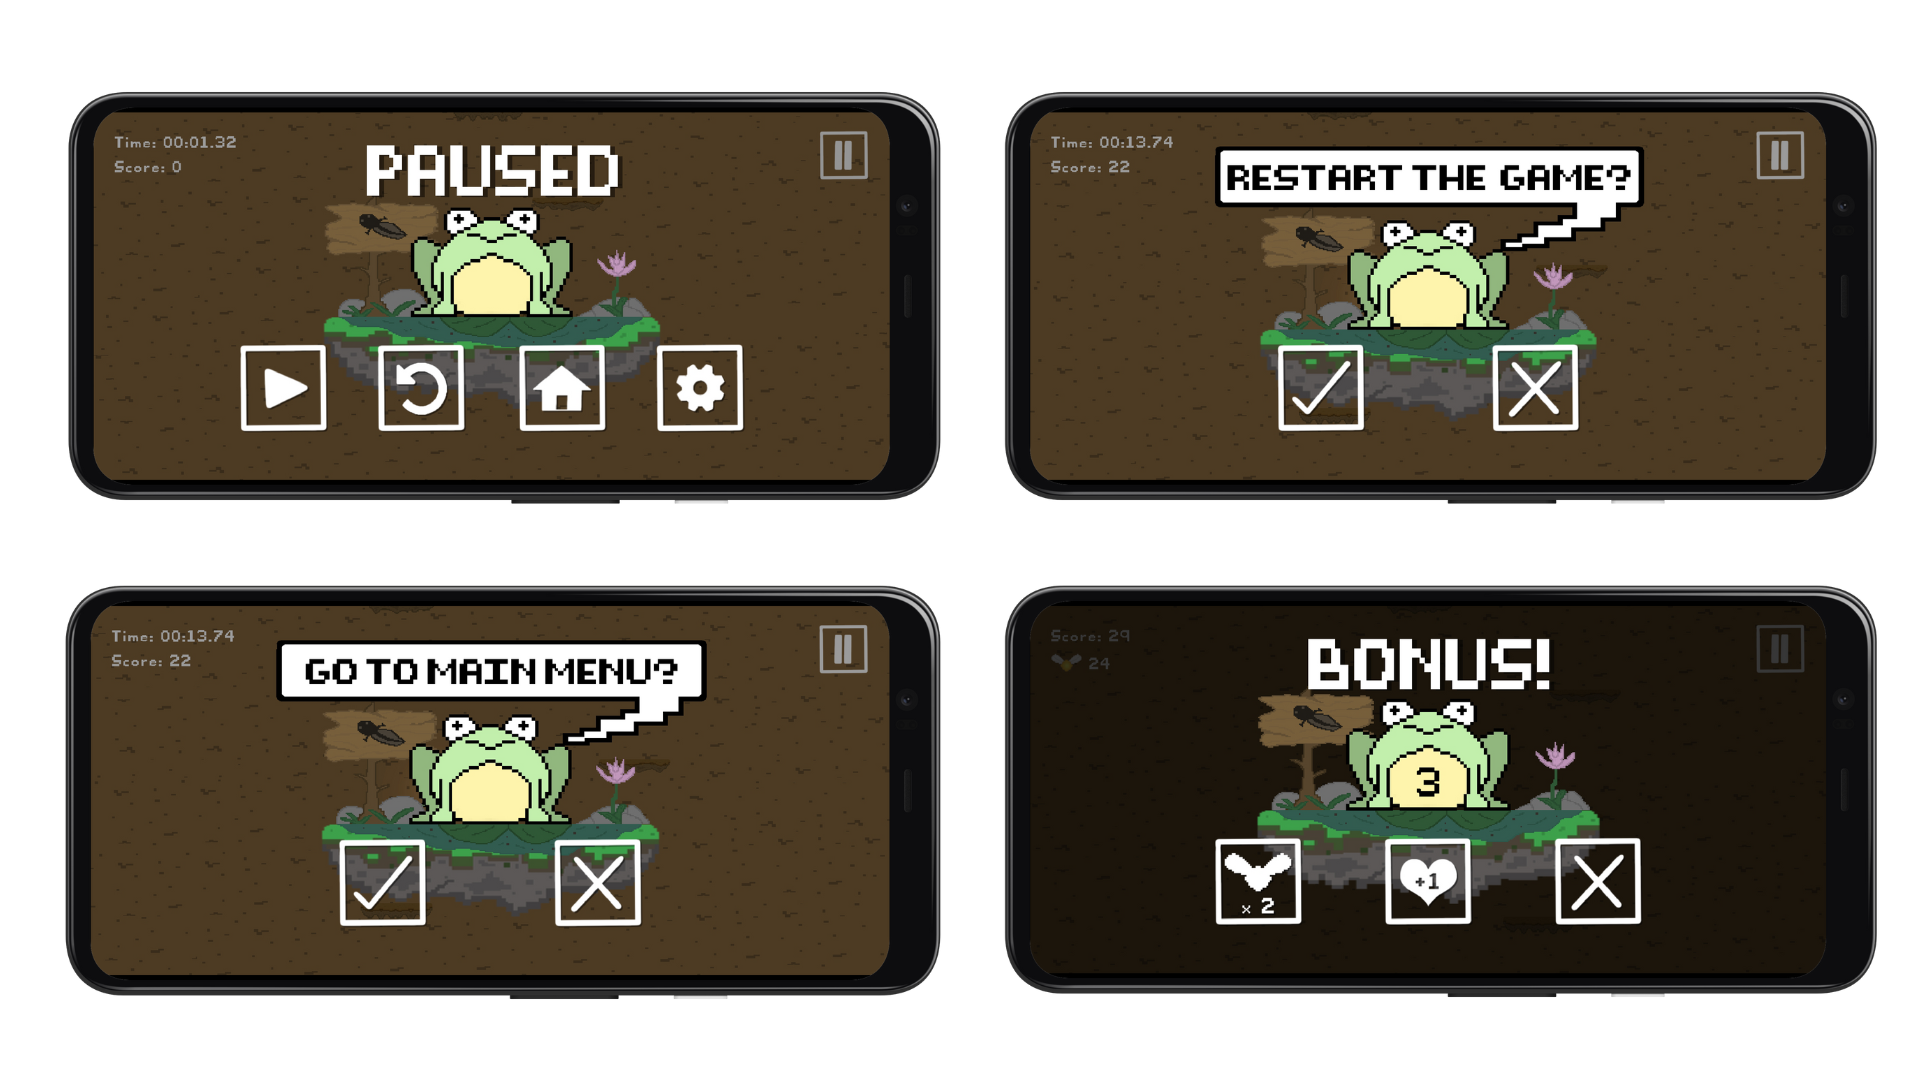 Time: 00:01.32
Score: 0
PAUSED
Time: 00:13.74
Score: 22
RESTART THE GAME?
Time: 00:13.74
Score: 22
GO TO MAIN MENU?
Score: 29
24
BONUS!
3
x 2
+1